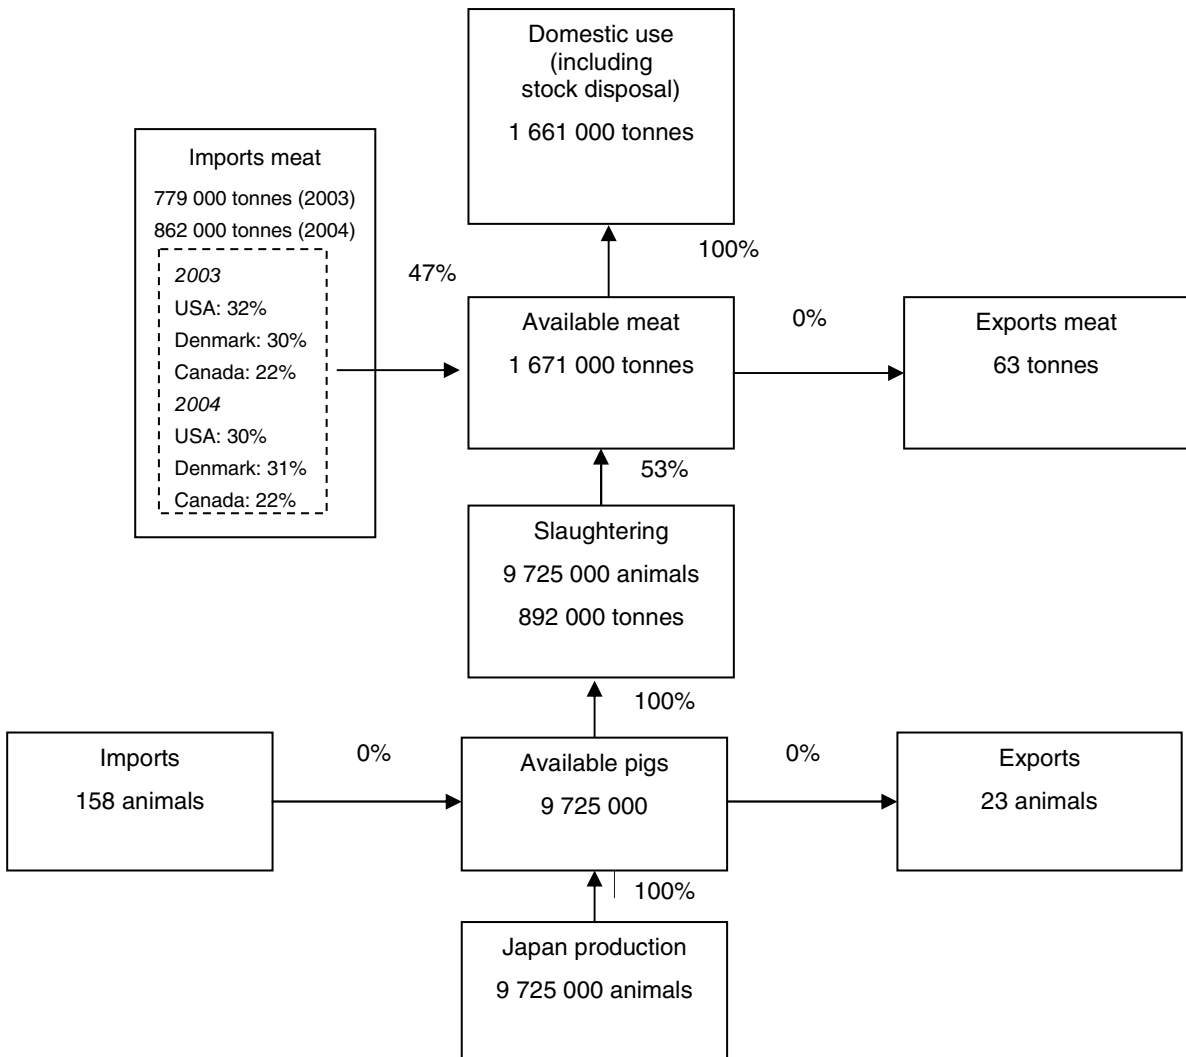 Domestic use
(including
stock disposal)
1 661 000 tonnes
Imports meat
779 000 tonnes (2003)
862 000 tonnes (2004)
2003
USA: 32%
Denmark: 30%
Canada: 22%
2004
USA: 30%
Denmark: 31%
Canada: 22%
47%
100%
Available meat
1 671 000 tonnes
0%
Exports meat
63 tonnes
53%
Slaughtering
9 725 000 animals
892 000 tonnes
100%
Imports
158 animals
0%
Available pigs
9 725 000
0%
Exports
23 animals
100%
Japan production
9 725 000 animals